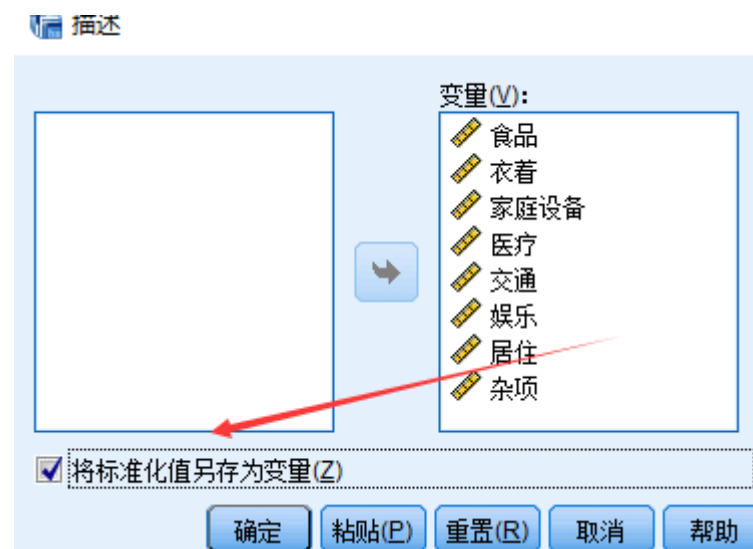 描述
变量(V):
食品
衣着
家庭设备
医疗
交通
娱乐
居住
杂项
将标准化值另存为变量(Z)
确定 粘贴(P) 重置(R) 取消 帮助